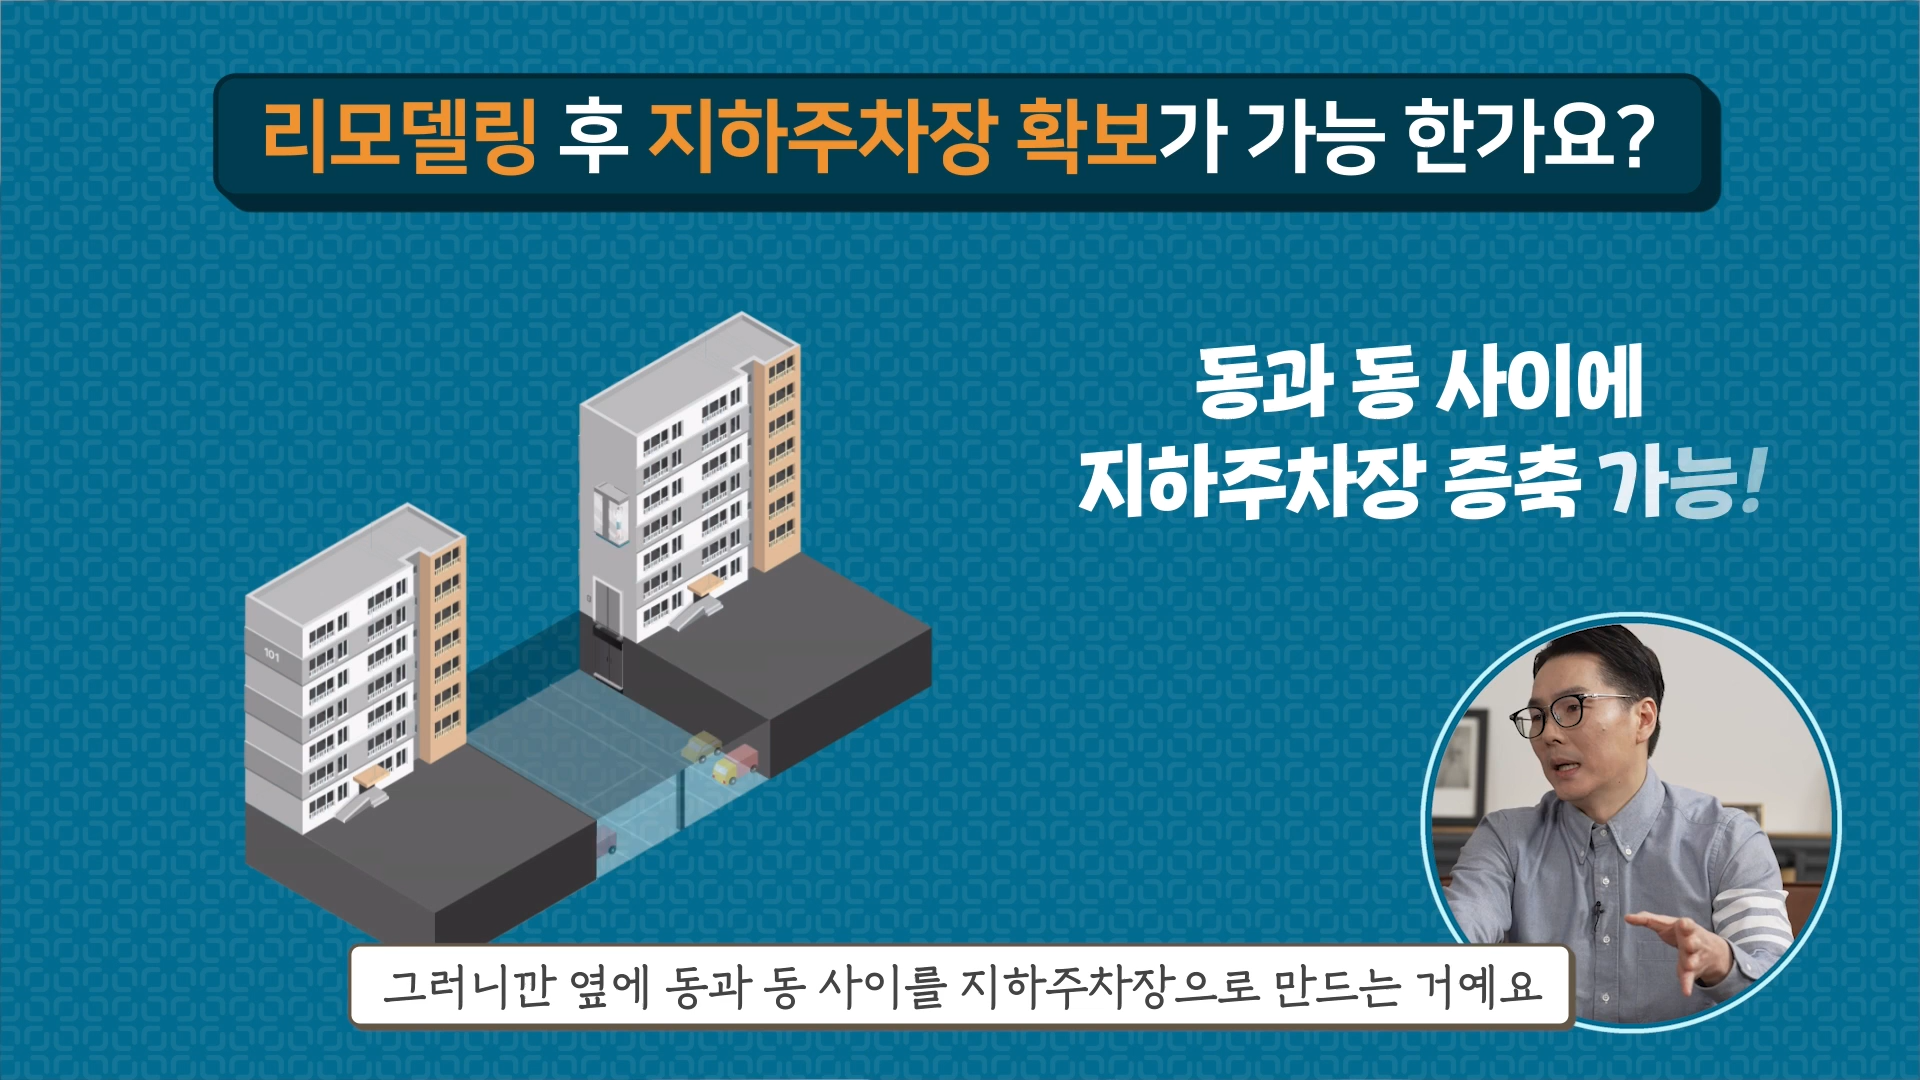 리모델링 후 지하주차장 확보가 가능 한가요?
동과 동 사이에
지하주차장 증축 가능!
101
그러니깐 옆에 동과 동 사이를 지하주차장으로 만드는 거예요